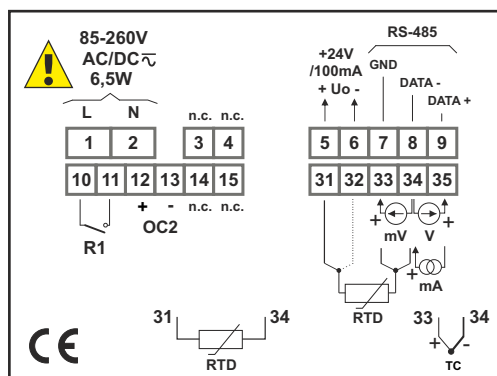 85-260V
AC/DC
6,5W
L N
n.c. n.c.
1 2 3 4
10 11 12 13 14 15
+ - n.c. n.c.
OC2
R1
RS-485
+24V
/100mA
+ Uo -
GND
DATA -
DATA +
5 6 7 8 9
31 32 33 34 35
+ +
mV V
+
mA
RTD
31 34
RTD
CE
33 34
+ -
TC